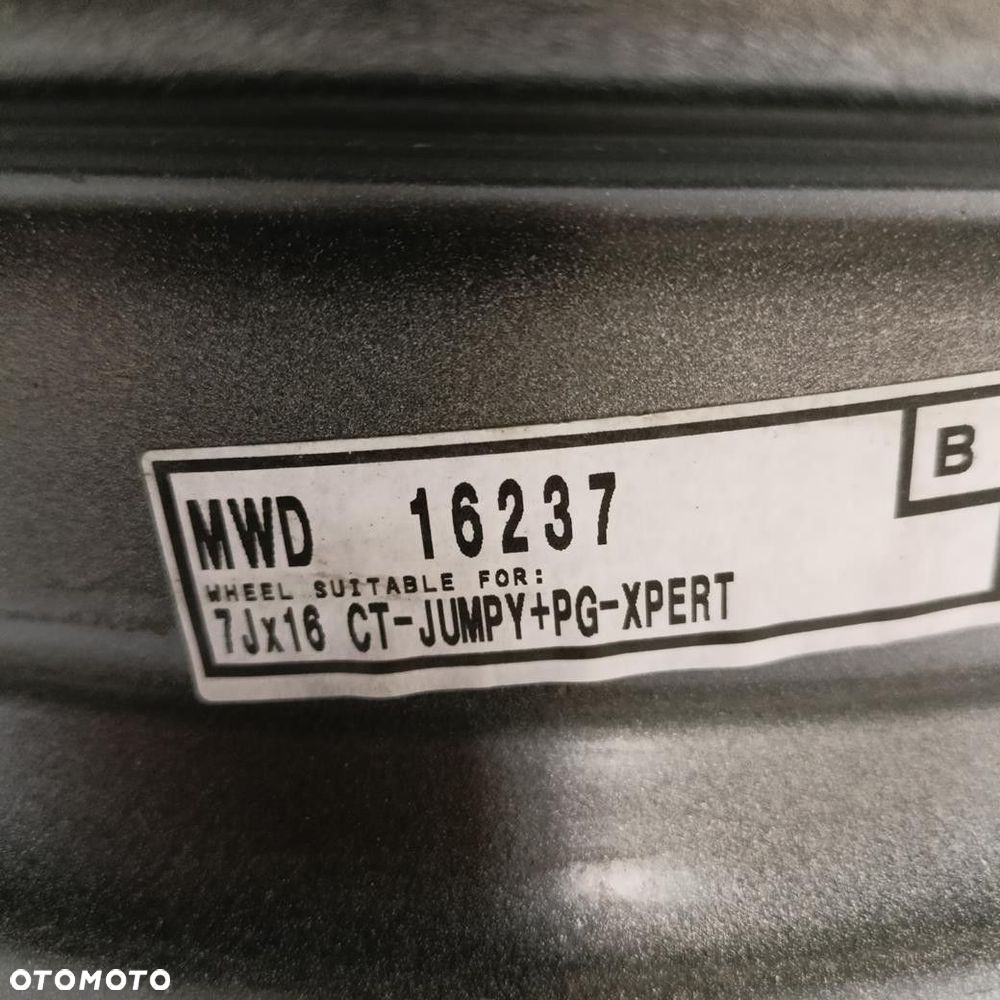 B
MWD 16237
WHEEL SUITABLE FOR:
7Jx16 CT-JUMPY+PG-XPERT
OTOMOTO